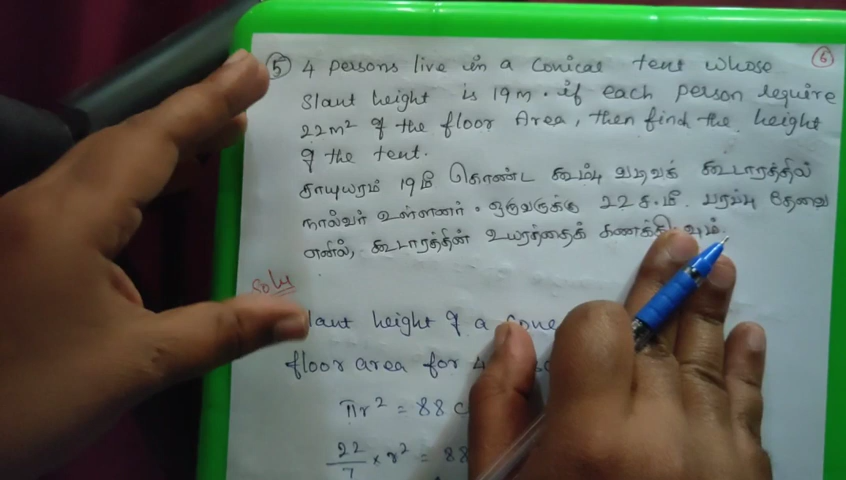 6
5 4 persons live in a Conical tent whose
Slant height is 19m. if each person require
22m² of the floor Area, then find the height
of the tent.
சாயுயரம் 19மீ கொண்ட கூம்பு வடிவக் கூடாரத்தில்
நால்வர் உள்ளனர். ஒருவருக்கு 22 ச.மீ. பரப்பு தேவை
எனில், கூடாரத்தின் உயரத்தைக் கணக்கி வும்.
Soln
lant height of a Cone
floor area for 4
πr² = 88
22/7 × r² = 88